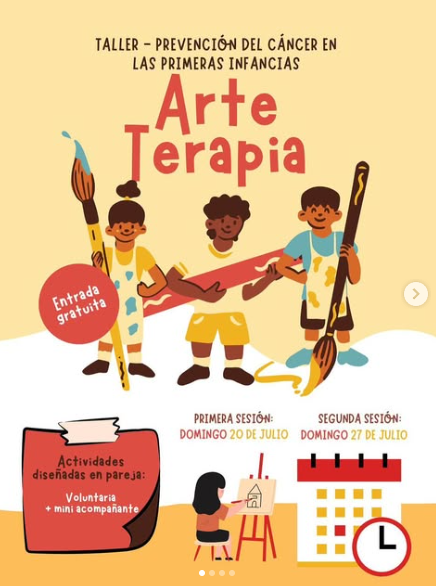 TALLER - PREVENCIÓN DEL CÁNCER EN
LAS PRIMERAS INFANCIAS
Arte
Terapia
Entrada
gratuita
PRIMERA SESIÓN:
DOMINGO 20 DE JULIO
SEGUNDA SESIÓN:
DOMINGO 27 DE JULIO
Actividades
diseñadas en pareja:
Voluntaria
+ mini acompañante